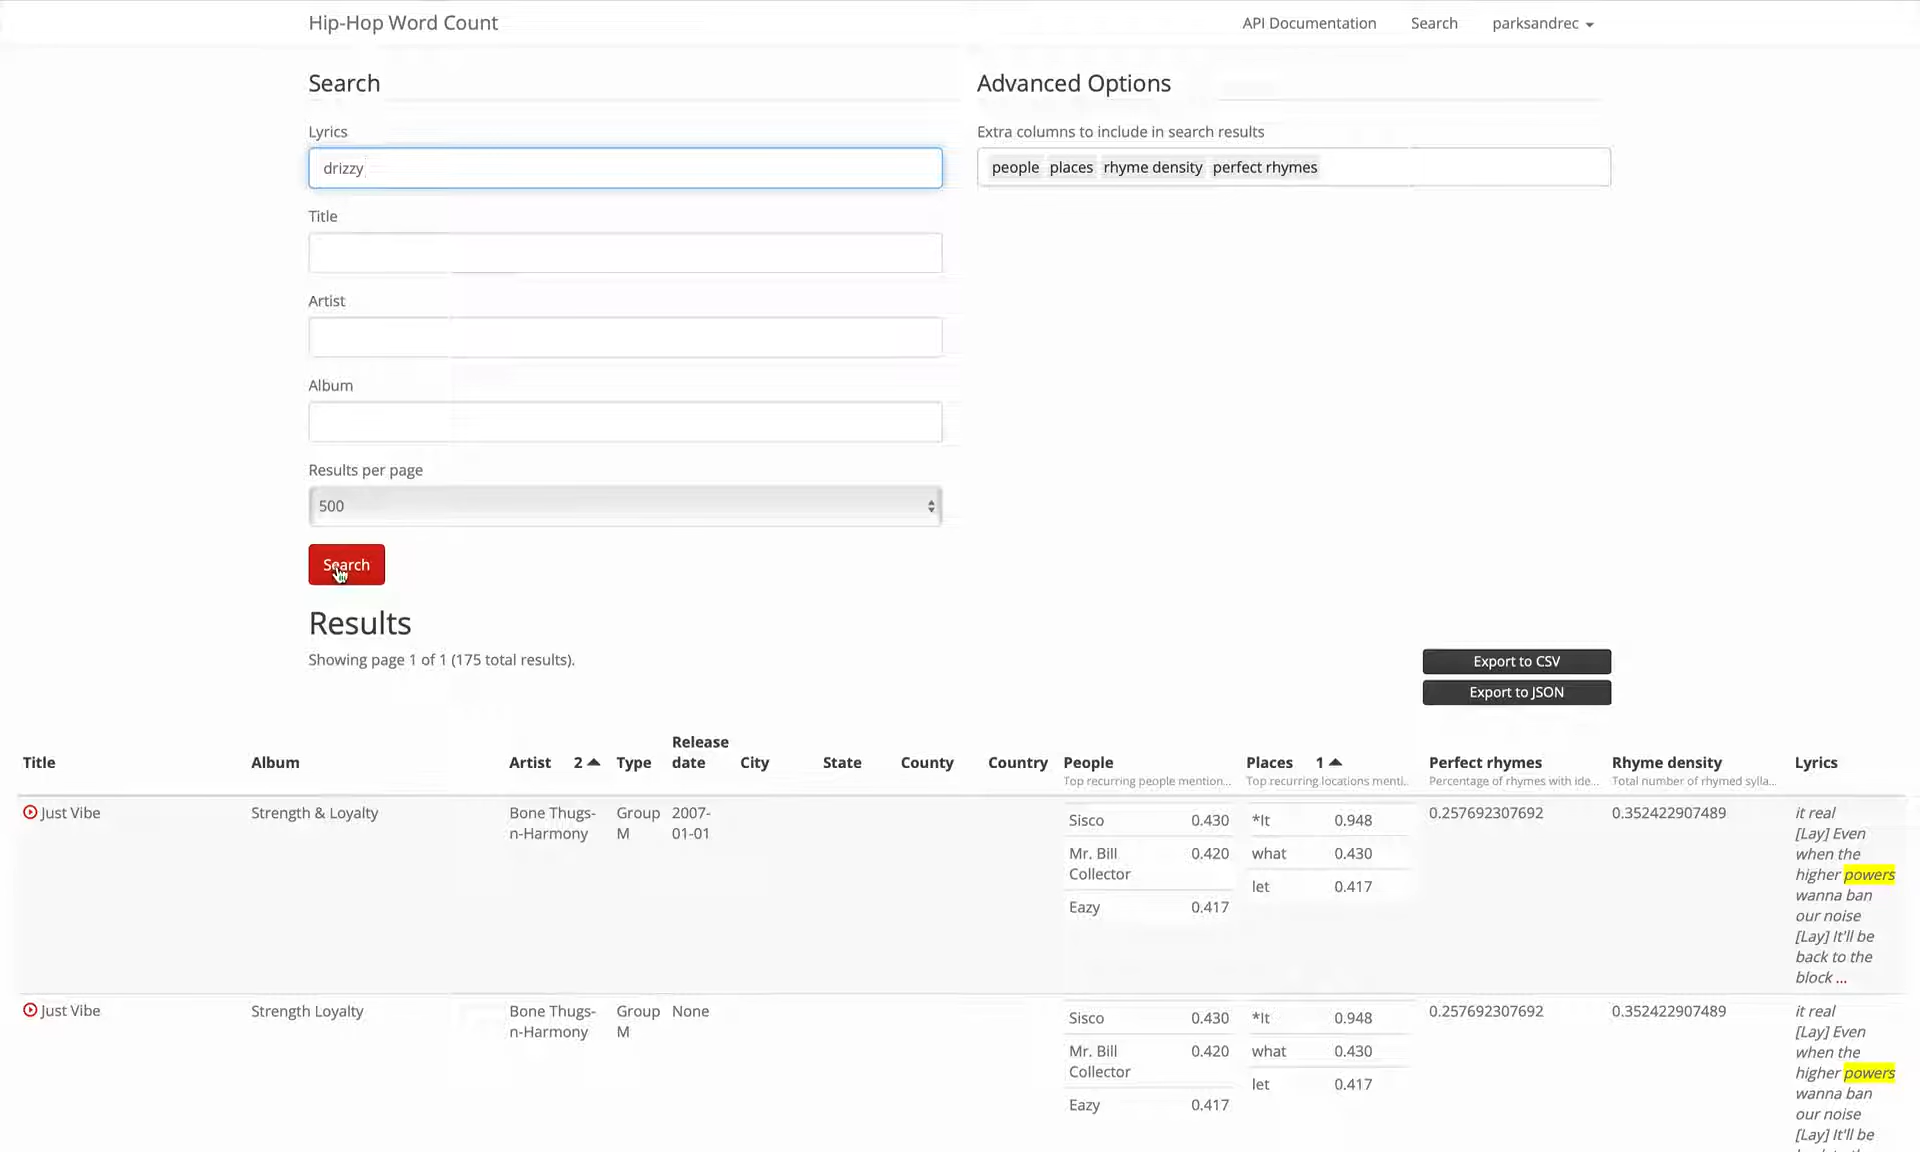 Hip-Hop Word Count
API Documentation Search parksandrec
Search
Advanced Options
Lyrics
Extra columns to include in search results
drizzy
people places rhyme density perfect rhymes
Title
Artist
Album
Results per page
500
Search
Results
Showing page 1 of 1 (175 total results).
Export to CSV
Export to JSON
Title Album Artist 2 Type Release date City State County Country People Places 1 Perfect rhymes Rhyme density Lyrics
Top recurring people mention... Top recurring locations menti... Percentage of rhymes with ide... Total number of rhymed sylla...
Just Vibe Strength & Loyalty Bone Thugs- Group 2007- Sisco 0.430 *It 0.948 0.257692307692 0.352422907489 it real
n-Harmony M 01-01 [Lay] Even
Mr. Bill 0.420 what 0.430 when the
Collector higher powers
let 0.417 wanna ban
Eazy 0.417 our noise
[Lay] It'll be
back to the
block ...
Just Vibe Strength Loyalty Bone Thugs- Group None Sisco 0.430 *It 0.948 0.257692307692 0.352422907489 it real
n-Harmony M [Lay] Even
Mr. Bill 0.420 what 0.430 when the
Collector higher powers
let 0.417 wanna ban
Eazy 0.417 our noise
[Lay] It'll be